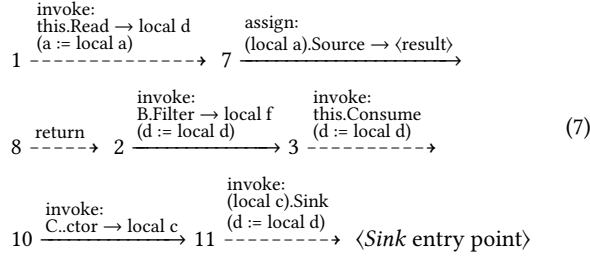 invoke:
this.Read → local d
(a := local a)
assign:
(local a).Source → ⟨result⟩
1 7
invoke:
B.Filter → local f
(d := local d)
invoke:
this.Consume
(d := local d)
return
8 2 3
(7)
invoke:
C..ctor → local c
invoke:
(local c).Sink
(d := local d)
10 11 ⟨Sink entry point⟩